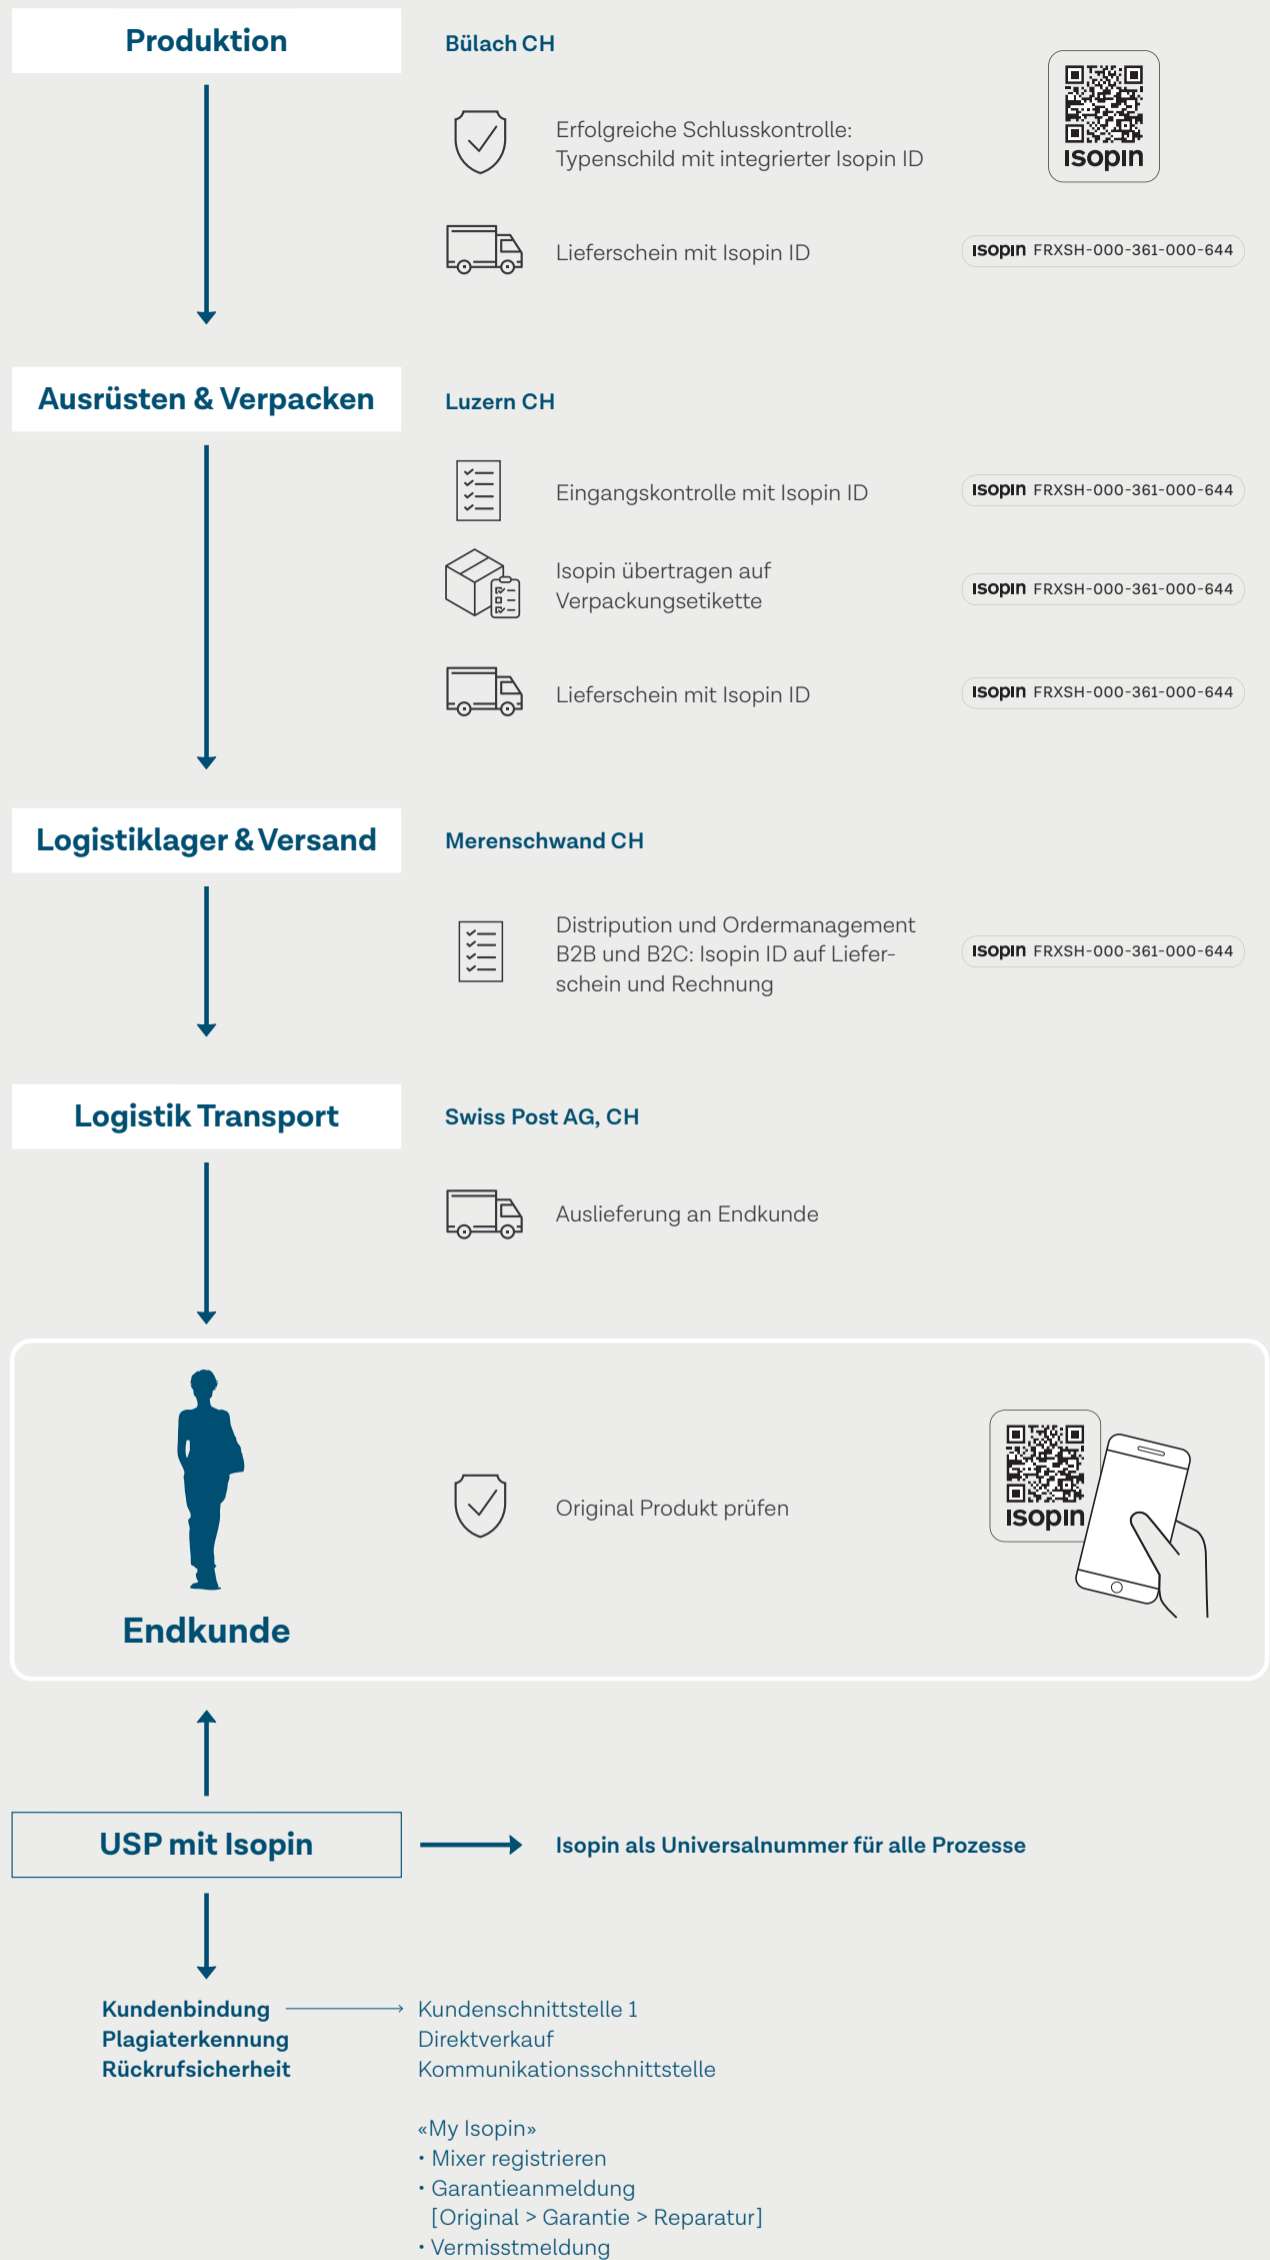 Produktion
Bülach CH
Erfolgreiche Schlusskontrolle:
Typenschild mit integrierter Isopin ID
isopin
Lieferschein mit Isopin ID
isopin FRXSH-000-361-000-644
Ausrüsten & Verpacken
Luzern CH
Eingangskontrolle mit Isopin ID
isopin FRXSH-000-361-000-644
Isopin übertragen auf
Verpackungsetikette
isopin FRXSH-000-361-000-644
Lieferschein mit Isopin ID
isopin FRXSH-000-361-000-644
Logistiklager & Versand
Merenschwand CH
Distripution und Ordermanagement
B2B und B2C: Isopin ID auf Liefer-
schein und Rechnung
isopin FRXSH-000-361-000-644
Logistik Transport
Swiss Post AG, CH
Auslieferung an Endkunde
Original Produkt prüfen
isopin
Endkunde
USP mit Isopin
Isopin als Universalnummer für alle Prozesse
Kundenbindung
Plagiaterkennung
Rückrufsicherheit
Kundenschnittstelle 1
Direktverkauf
Kommunikationsschnittstelle
«My Isopin»
• Mixer registrieren
• Garantieanmeldung
[Original > Garantie > Reparatur]
• Vermisstmeldung